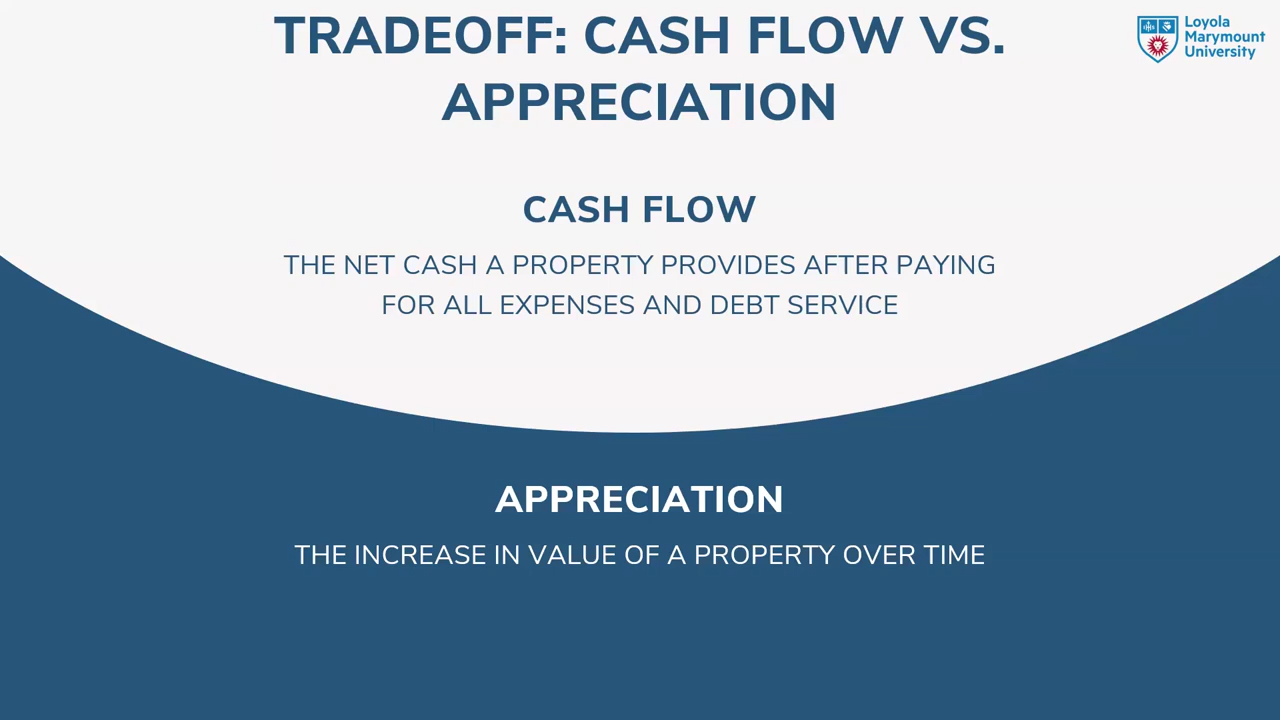 TRADEOFF: CASH FLOW VS.
APPRECIATION
Loyola
Marymount
University
CASH FLOW
THE NET CASH A PROPERTY PROVIDES AFTER PAYING
FOR ALL EXPENSES AND DEBT SERVICE
APPRECIATION
THE INCREASE IN VALUE OF A PROPERTY OVER TIME